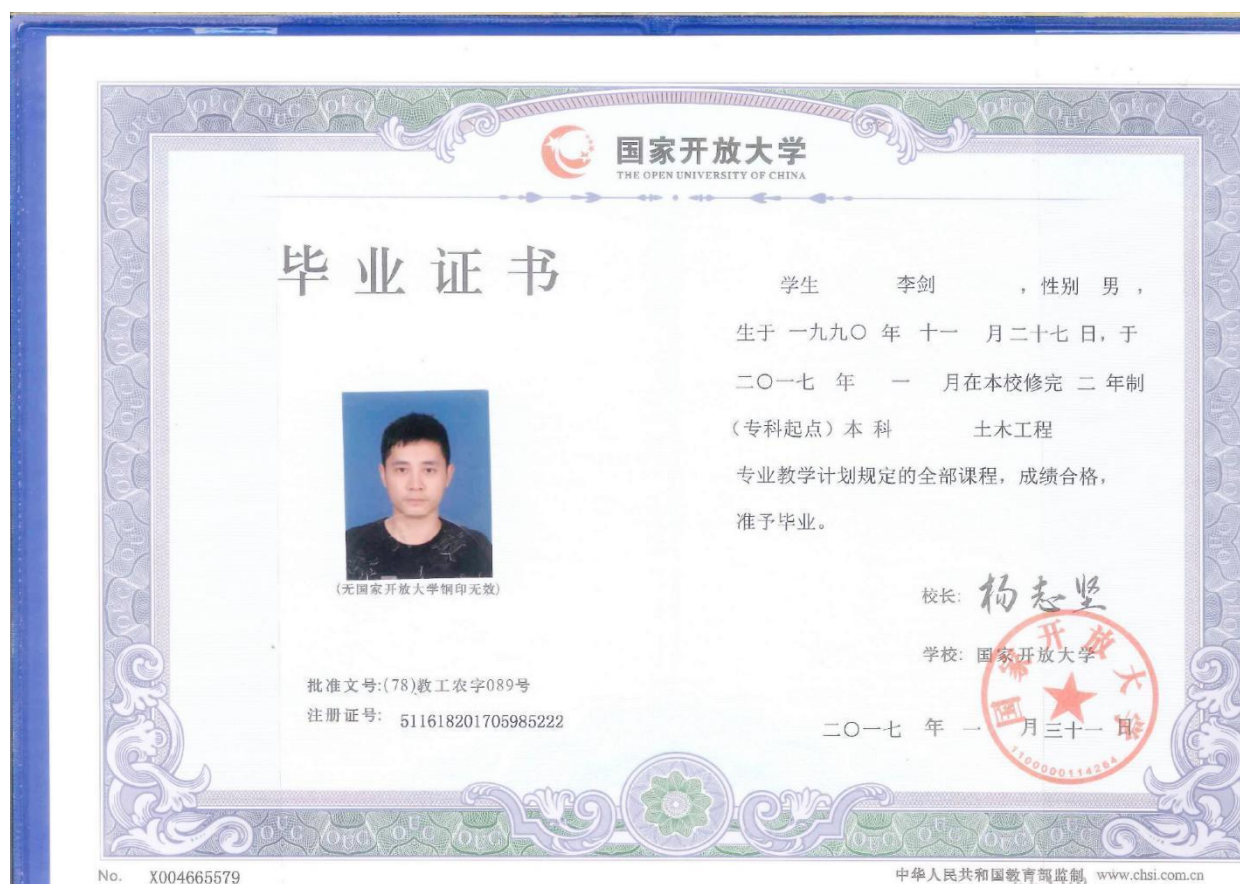 国家开放大学
THE OPEN UNIVERSITY OF CHINA
毕业证书
学生 李剑 ，性别 男 ，
生于 一九九〇 年 十一 月二十七 日，于
二〇一七 年 一 月在本校修完 二 年制
（专科起点）本 科 土木工程
专业教学计划规定的全部课程，成绩合格，
准予毕业。
(无国家开放大学钢印无效)
校长: 杨志坚
学校: 国家开放大学
批准文号:(78)教工农字089号
注册证号: 511618201705985222
二〇一七 年 一 月三十一 日
国家开放大学
1100000114264
No. X004665579
中华人民共和国教育部监制 www.chsi.com.cn